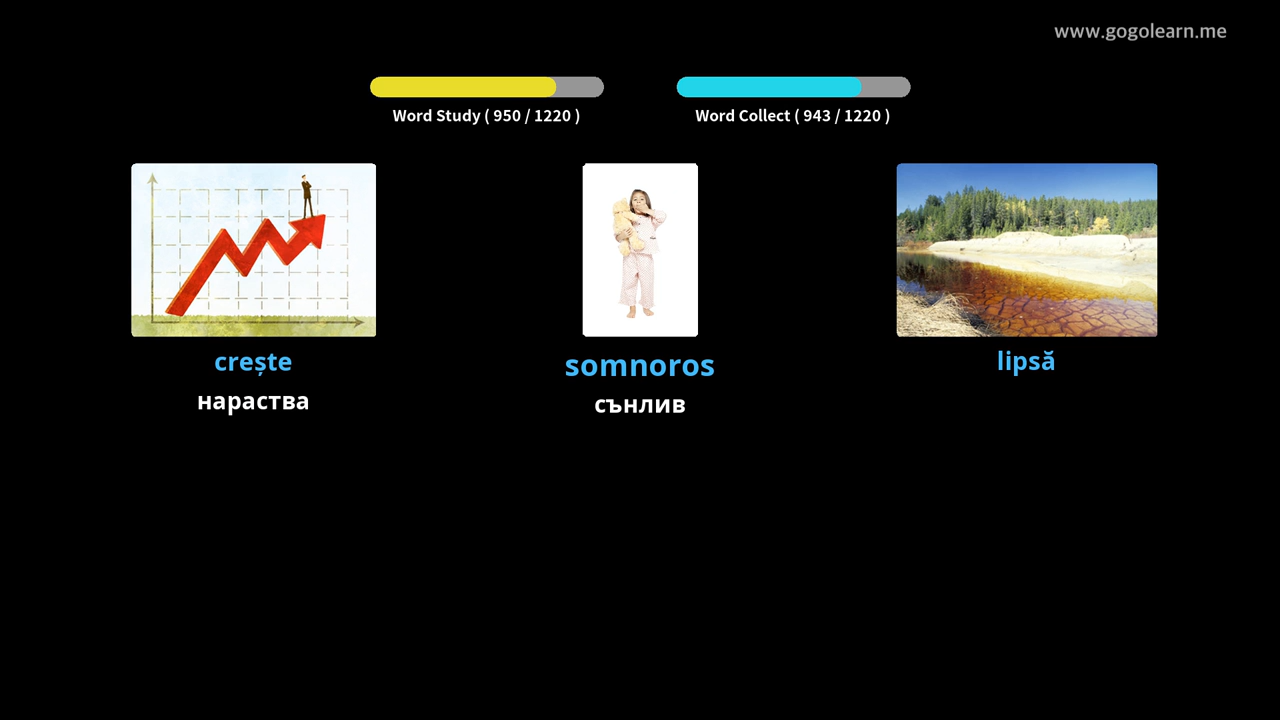 www.gogolearn.me
Word Study ( 950 / 1220 )
Word Collect ( 943 / 1220 )
crește
нараства
somnoros
сънлив
lipsă